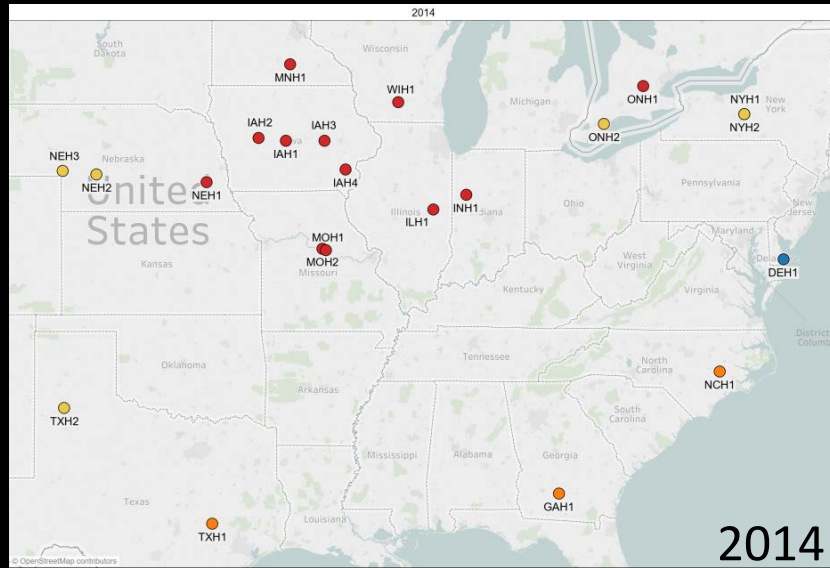 2014
South
Dakota
Wisconsin
MNH1
WIH1
Michigan
ONH1
NYH1
New
York
NYH2
ONH2
IAH2
IAH3
IAH1
IAH4
NEH3
Nebraska
NEH2
NEH1
United
States
Pennsylvania
New
Jersey
Illinois
ILH1
INH1
Ohio
MOH1
MOH2
Missouri
Kansas
West
Virginia
Maryland
DEH1
Kentucky
Virginia
Oklahoma
Tennessee
North
Carolina
NCH1
Arkansas
TXH2
South
Carolina
Mississippi
Alabama
Georgia
GAH1
Texas
TXH1
Louisiana
2014
© OpenStreetMap contributors